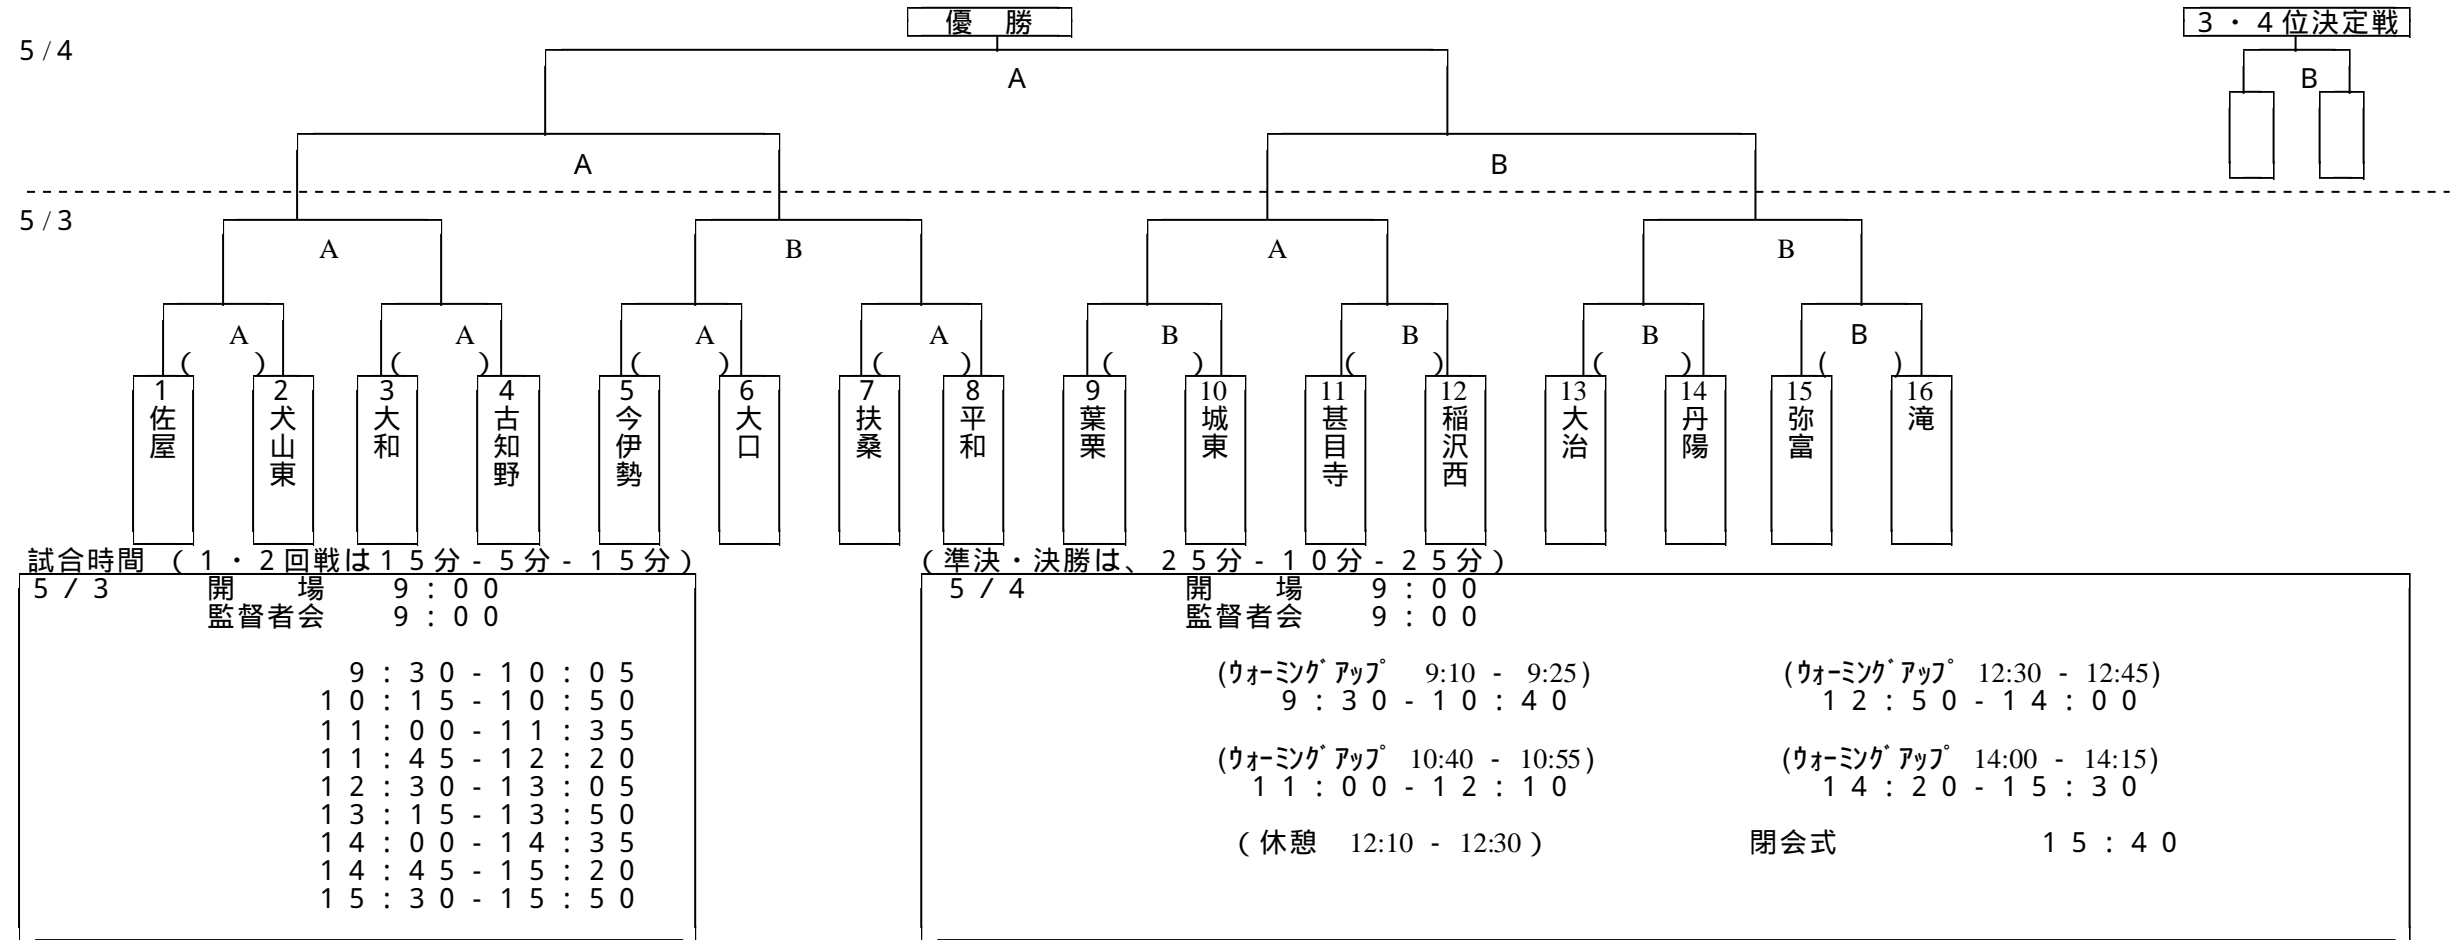 優　勝
３・４位決定戦
5/4
A
B
A
B
5/3
A
B
A
B
A
A
A
A
B
B
B
B
(　　)
(　　)
(　　)
(　　)
(　　)
(　　)
(　　)
(　　)
1
佐屋
2
犬山東
3
大和
4
古知野
5
今伊勢
6
大口
7
扶桑
8
平和
9
葉栗
10
城東
11
甚目寺
12
稲沢西
13
大治
14
丹陽
15
弥富
16
滝
試合時間　(１・２回戦は１５分-５分-１５分)
５/３　　開　　場　　９：００
監督者会　　９：００
９：３０-１０：０５
１０：１５-１０：５０
１１：００-１１：３５
１１：４５-１２：２０
１２：３０-１３：０５
１３：１５-１３：５０
１４：００-１４：３５
１４：４５-１５：２０
１５：３０-１５：５０
(準決・決勝は、２５分-１０分-２５分)
５/４　　開　　場　　９：００
監督者会　　９：００
(ｳｫｰﾐﾝｸﾞｱｯﾌﾟ　9:10 - 9:25)
９：３０-１０：４０
(ｳｫｰﾐﾝｸﾞｱｯﾌﾟ　10:40 - 10:55)
１１：００-１２：１０
(休憩　12:10 - 12:30)
(ｳｫｰﾐﾝｸﾞｱｯﾌﾟ　12:30 - 12:45)
１２：５０-１４：００
(ｳｫｰﾐﾝｸﾞｱｯﾌﾟ　14:00 - 14:15)
１４：２０-１５：３０
閉会式　　１５：４０